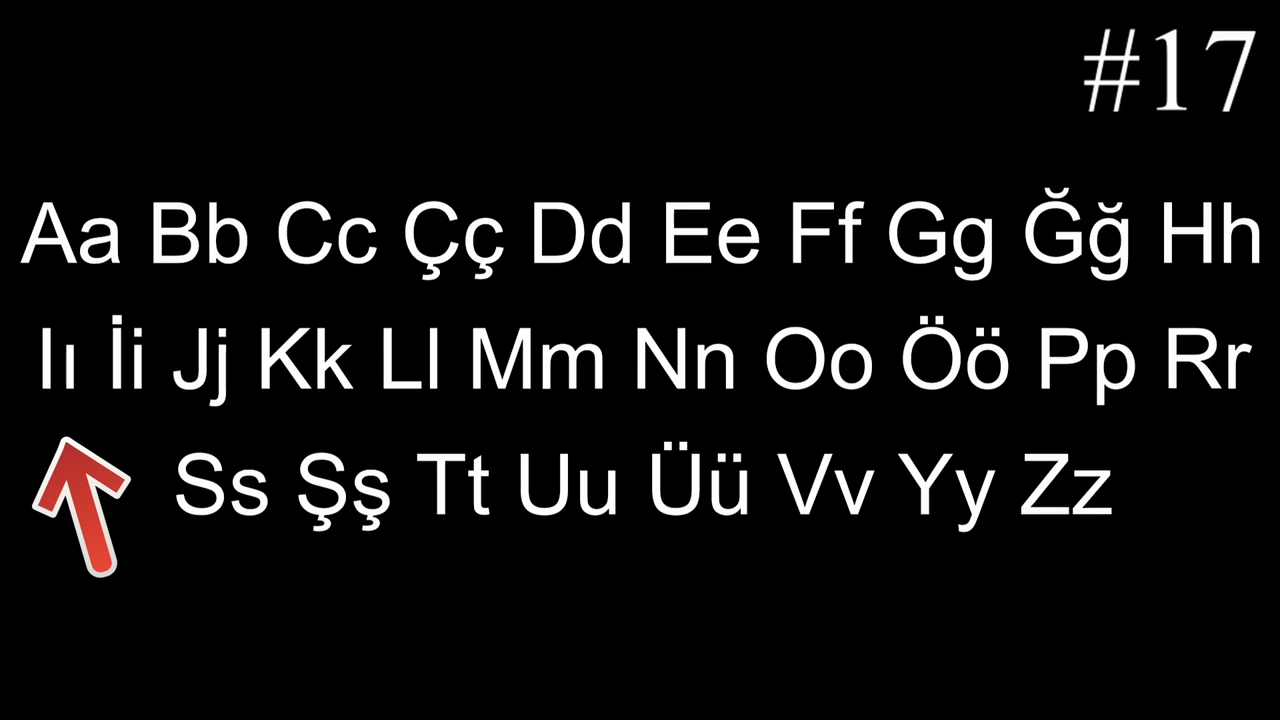 #17
Aa Bb Cc Çç Dd Ee Ff Gg Ğğ Hh
Iı İi Jj Kk Ll Mm Nn Oo Öö Pp Rr
Ss Şş Tt Uu Üü Vv Yy Zz